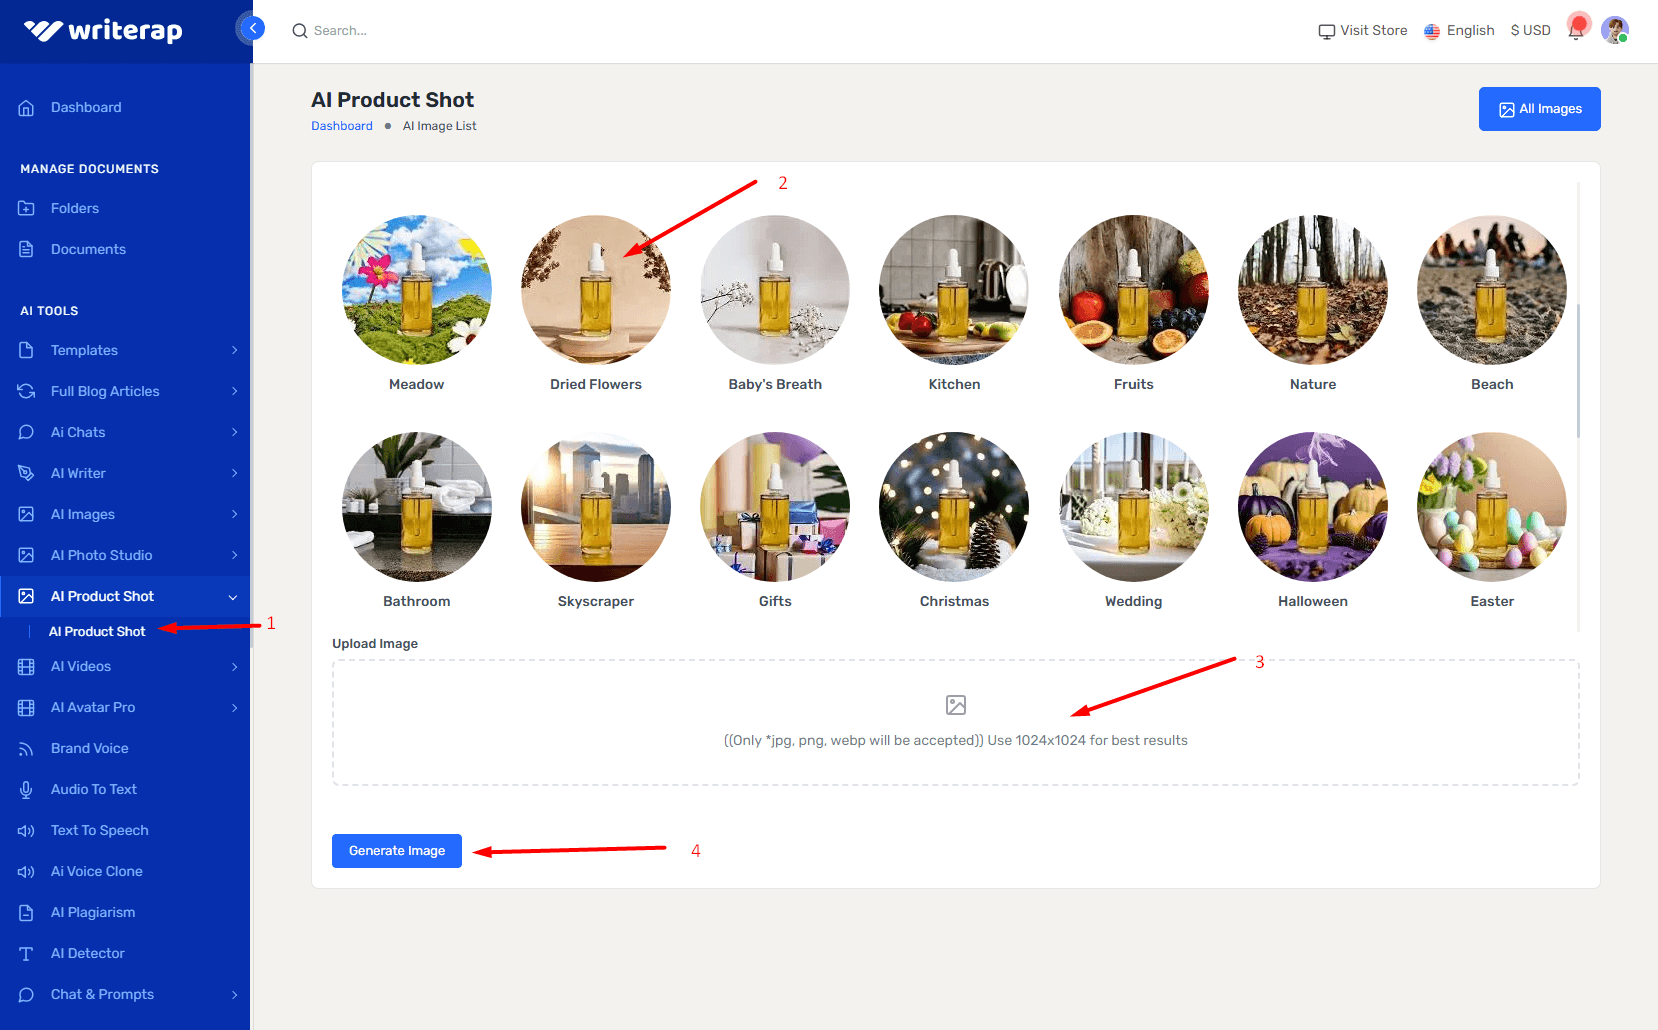 writerap
Search...
Visit Store
English
$ USD
Dashboard
MANAGE DOCUMENTS
Folders
Documents
AI TOOLS
Templates
Full Blog Articles
Ai Chats
AI Writer
AI Images
AI Photo Studio
AI Product Shot
AI Product Shot
1
AI Videos
AI Avatar Pro
Brand Voice
Audio To Text
Text To Speech
Ai Voice Clone
AI Plagiarism
AI Detector
Chat & Prompts
AI Product Shot
Dashboard
AI Image List
All Images
2
Meadow
Dried Flowers
Baby's Breath
Kitchen
Fruits
Nature
Beach
Bathroom
Skyscraper
Gifts
Christmas
Wedding
Halloween
Easter
Upload Image
3
((Only *jpg, png, webp will be accepted)) Use 1024x1024 for best results
Generate Image
4